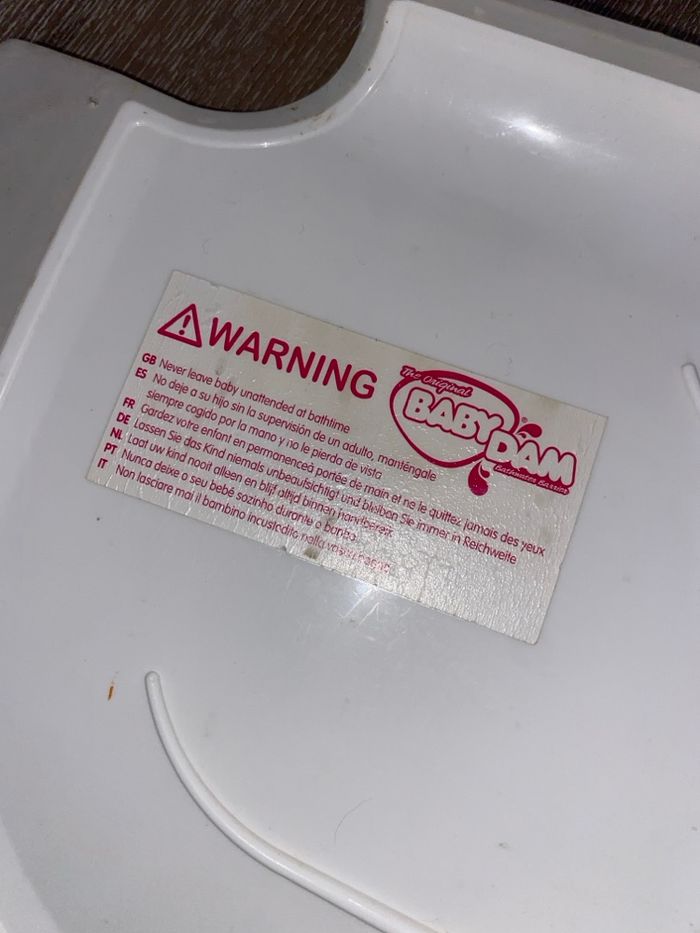 WARNING
The Original
BABY DAM
Bathwater Barrier
GB Never leave baby unattended at bathtime
ES No deje a su hijo sin la supervisión de un adulto, manténgale
siempre cogido por la mano y no le pierda de vista
FR Gardez votre enfant en permanenceà portée de main et ne le quittez jamais des yeux
DE Lassen Sie das Kind niemals unbeaufsichtigt und bleiben Sie immer in Reichweite
NL Laat uw kind nooit alleen en blijf altijd binnen handbereik
PT Nunca deixe o seu bebé sozinho durante o banho
IT Non lasciare mai il bambino incustodito nella vasca